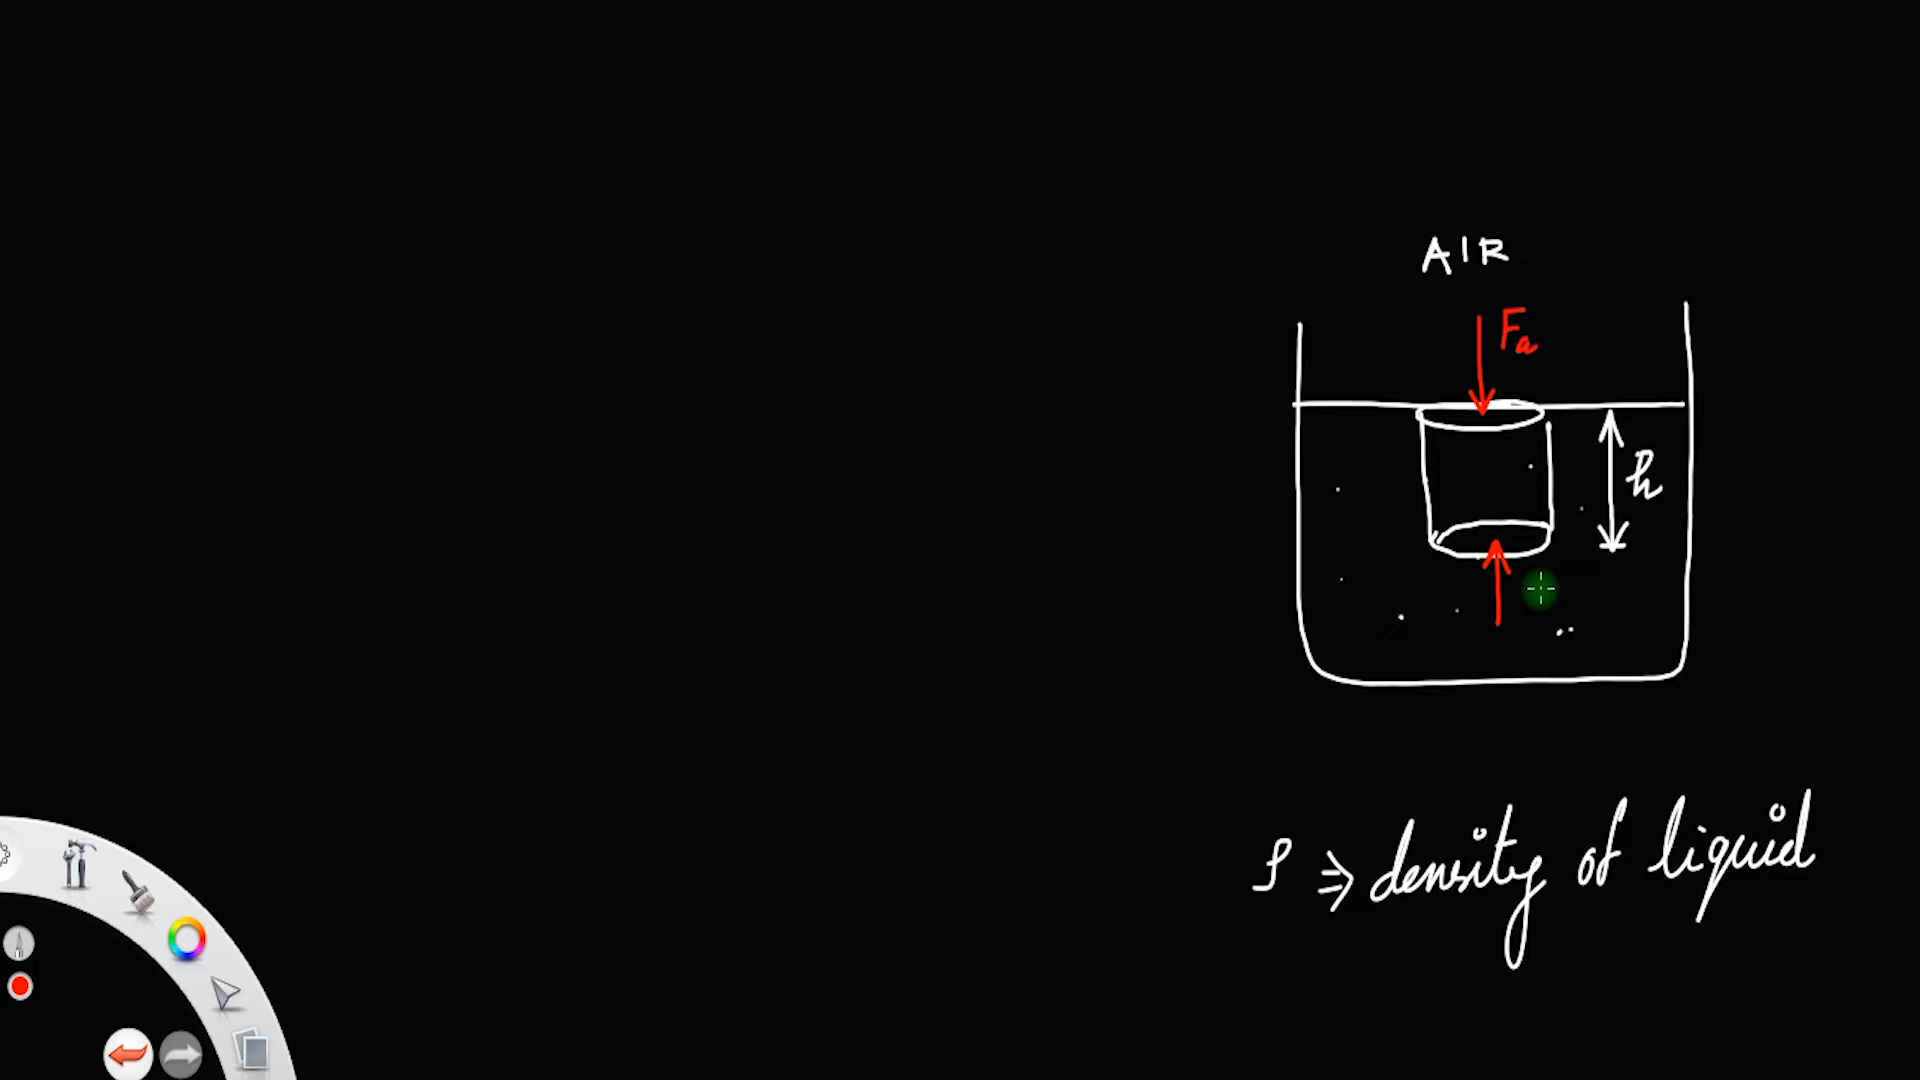 AIR
Fa
h
ρ ⇒ density of liquid